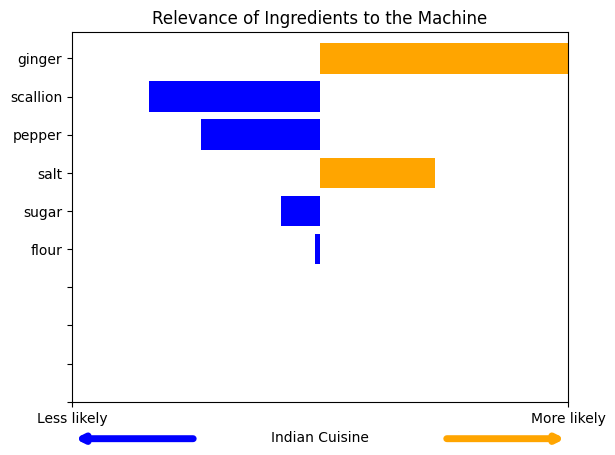 Relevance of Ingredients to the Machine
ginger
scallion
pepper
salt
sugar
flour
Less likely
More likely
Indian Cuisine